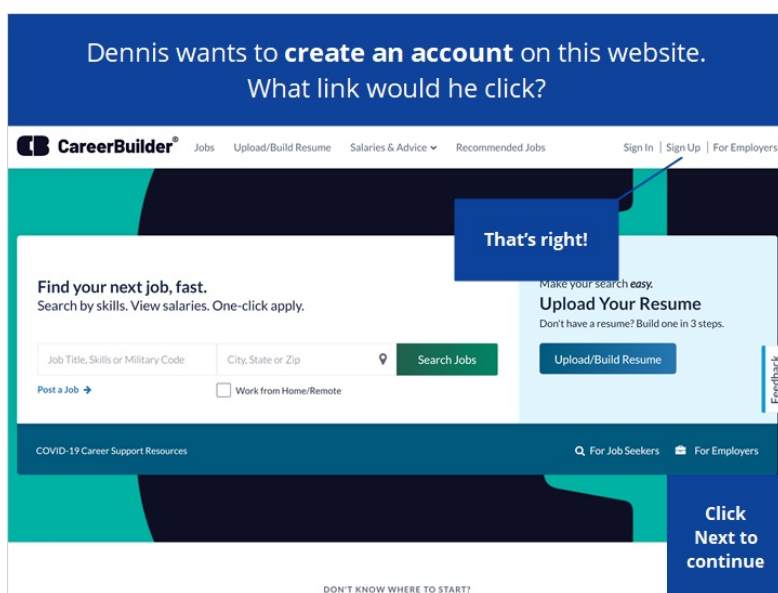 Dennis wants to create an account on this website.
What link would he click?
CB CareerBuilder®
Jobs
Upload/Build Resume
Salaries & Advice
Recommended Jobs
Sign In | Sign Up | For Employers
That's right!
Find your next job, fast.
Search by skills. View salaries. One-click apply.
Job Title, Skills or Military Code
City, State or Zip
Search Jobs
Post a Job
Work from Home/Remote
Make your search easy.
Upload Your Resume
Don't have a resume? Build one in 3 steps.
Upload/Build Resume
Feedback
COVID-19 Career Support Resources
For Job Seekers
For Employers
Click
Next to
continue
DON'T KNOW WHERE TO START?